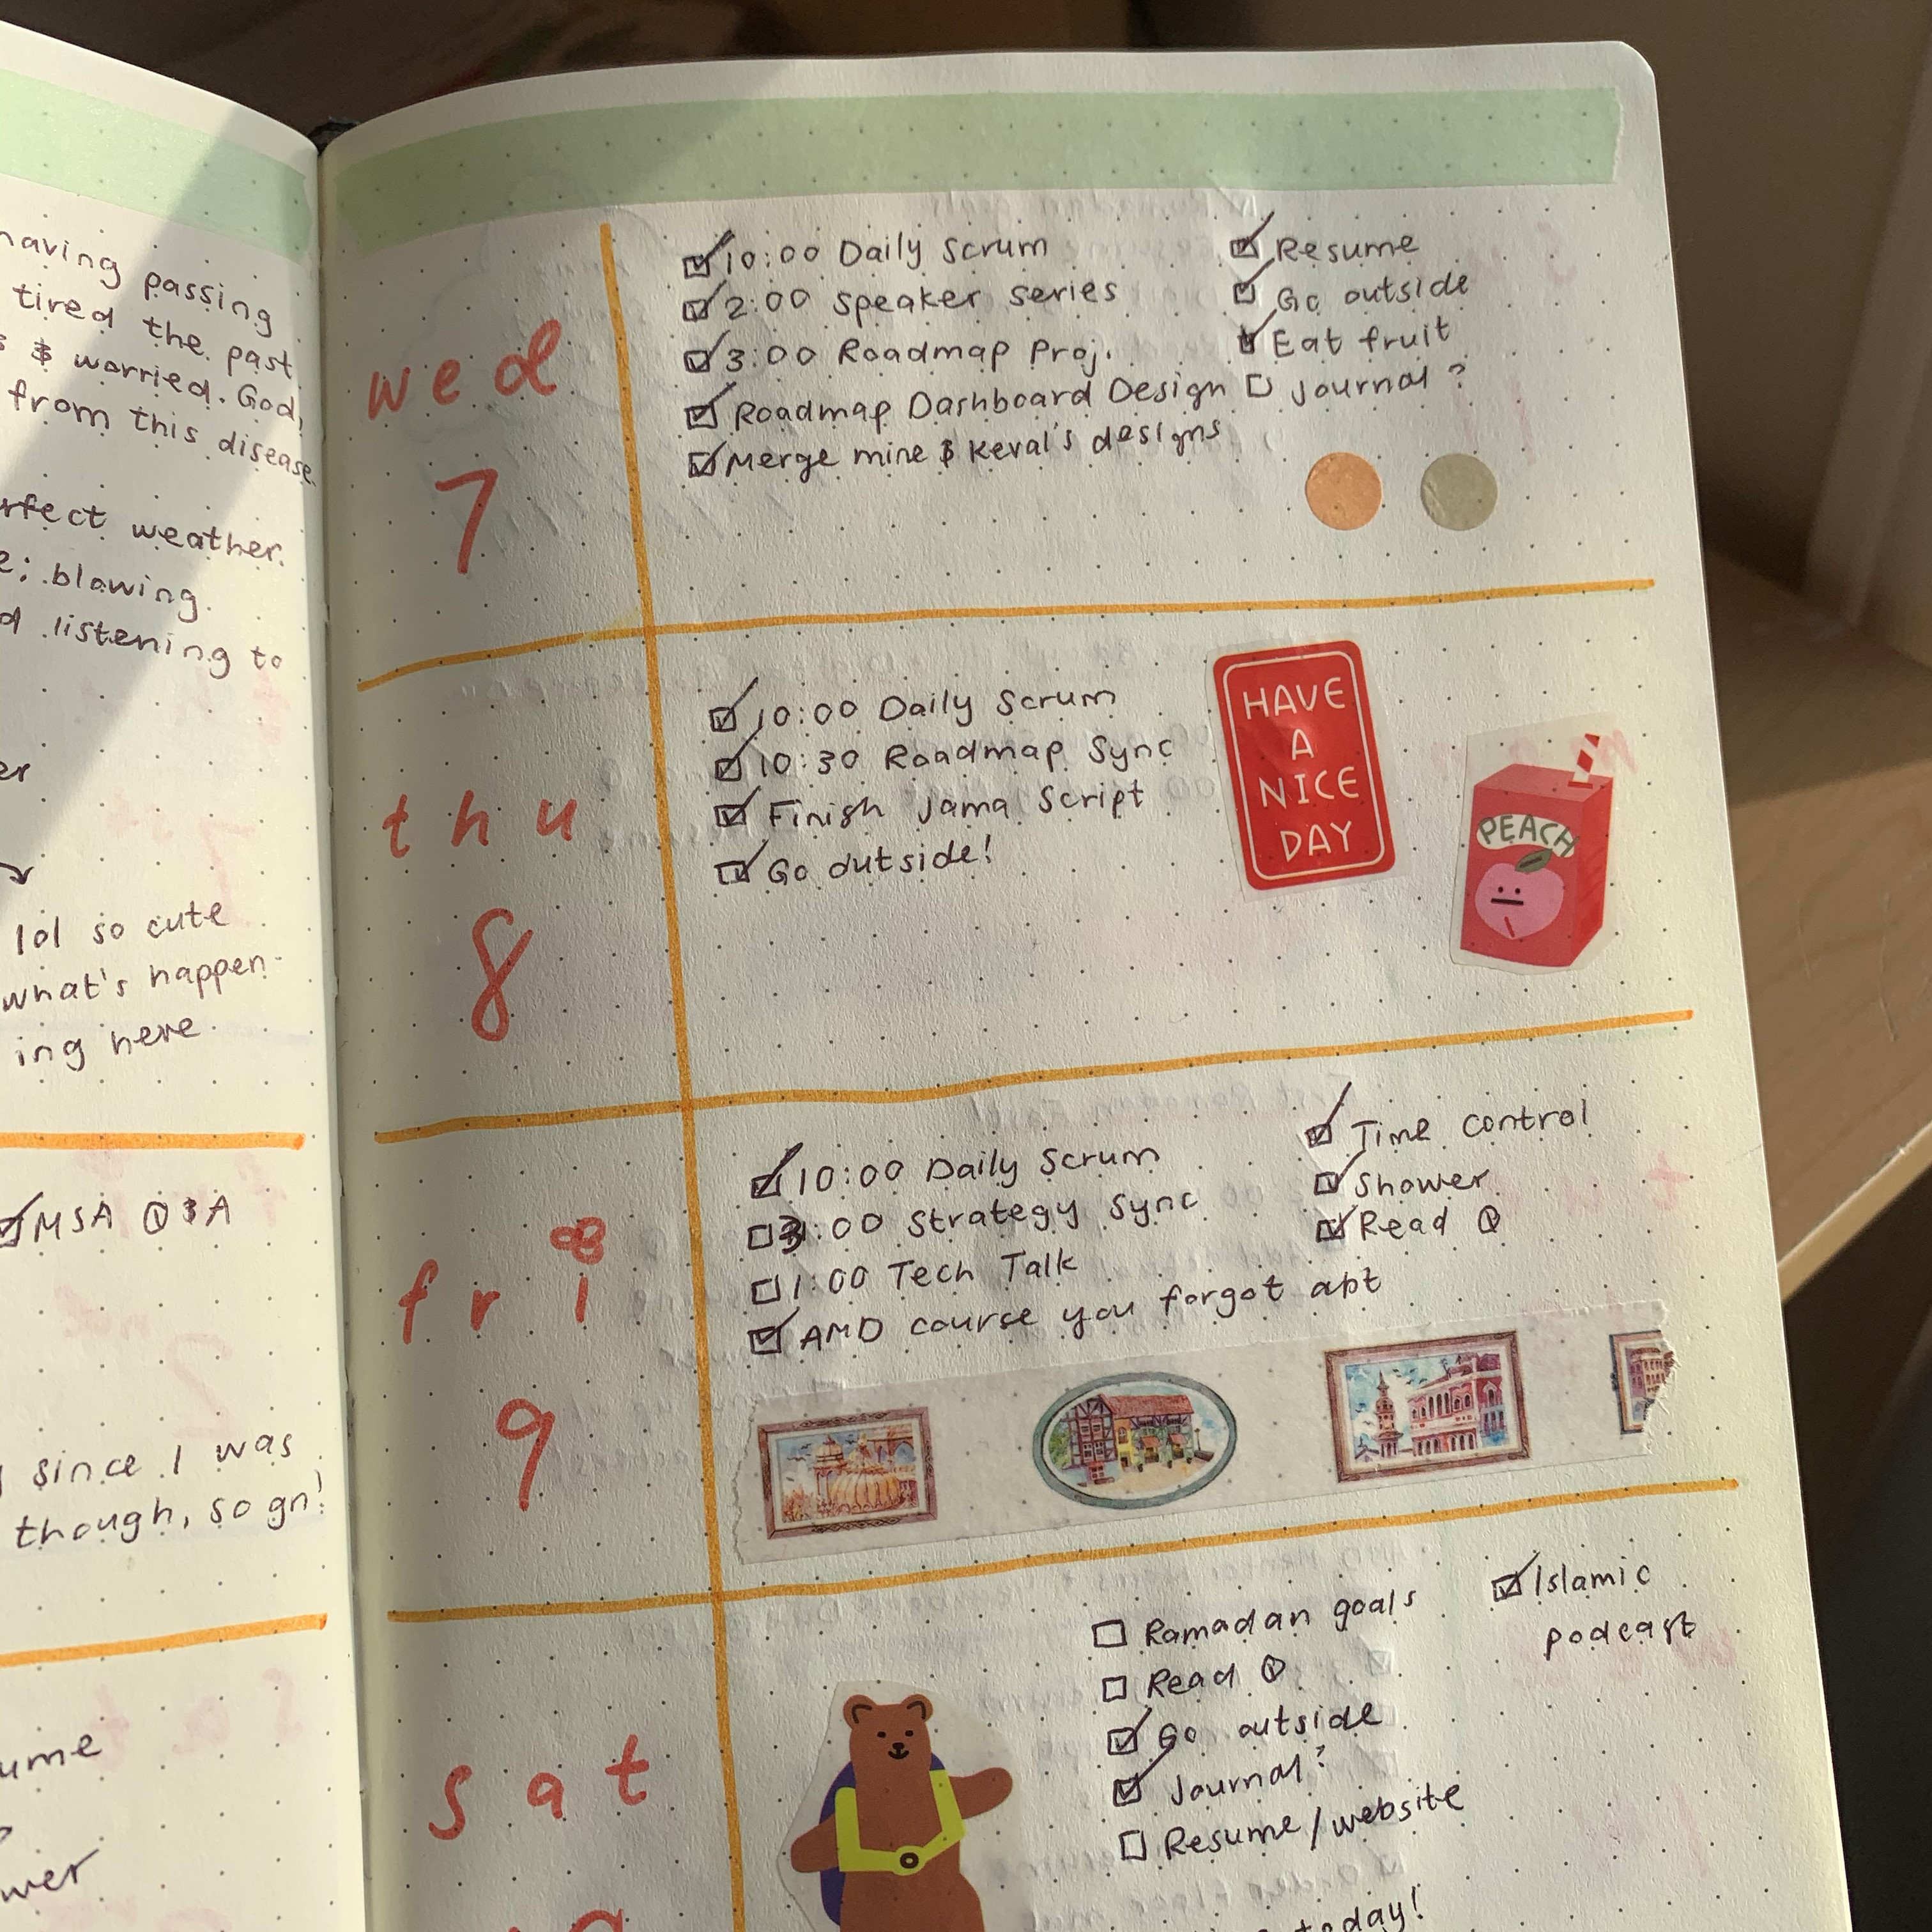 having passing
tired the past
$ worried. God,
from this disease.
weather.
blowing
listening to
lol so cute
what's happen-
ing here
MSA Q&A
since I was
though, so gn!
wed
7
10:00 Daily Scrum
2:00 Speaker series
3:00 Roadmap Proj.
Roadmap Dashboard Design
Merge mine & Keval's designs
Resume
Go outside
Eat fruit
Journal?
thu
8
10:00 Daily Scrum
10:30 Roadmap Sync
Finish Jama Script
Go outside!
HAVE
A
NICE
DAY
PEACH
fri
9
10:00 Daily Scrum
3:00 Strategy Sync
1:00 Tech Talk
AMD course you forgot abt
Time control
Shower
Read Q
sat
Ramadan goals
Read Q
Go outside
Journal?
Resume/website
Islamic
podcast
today!